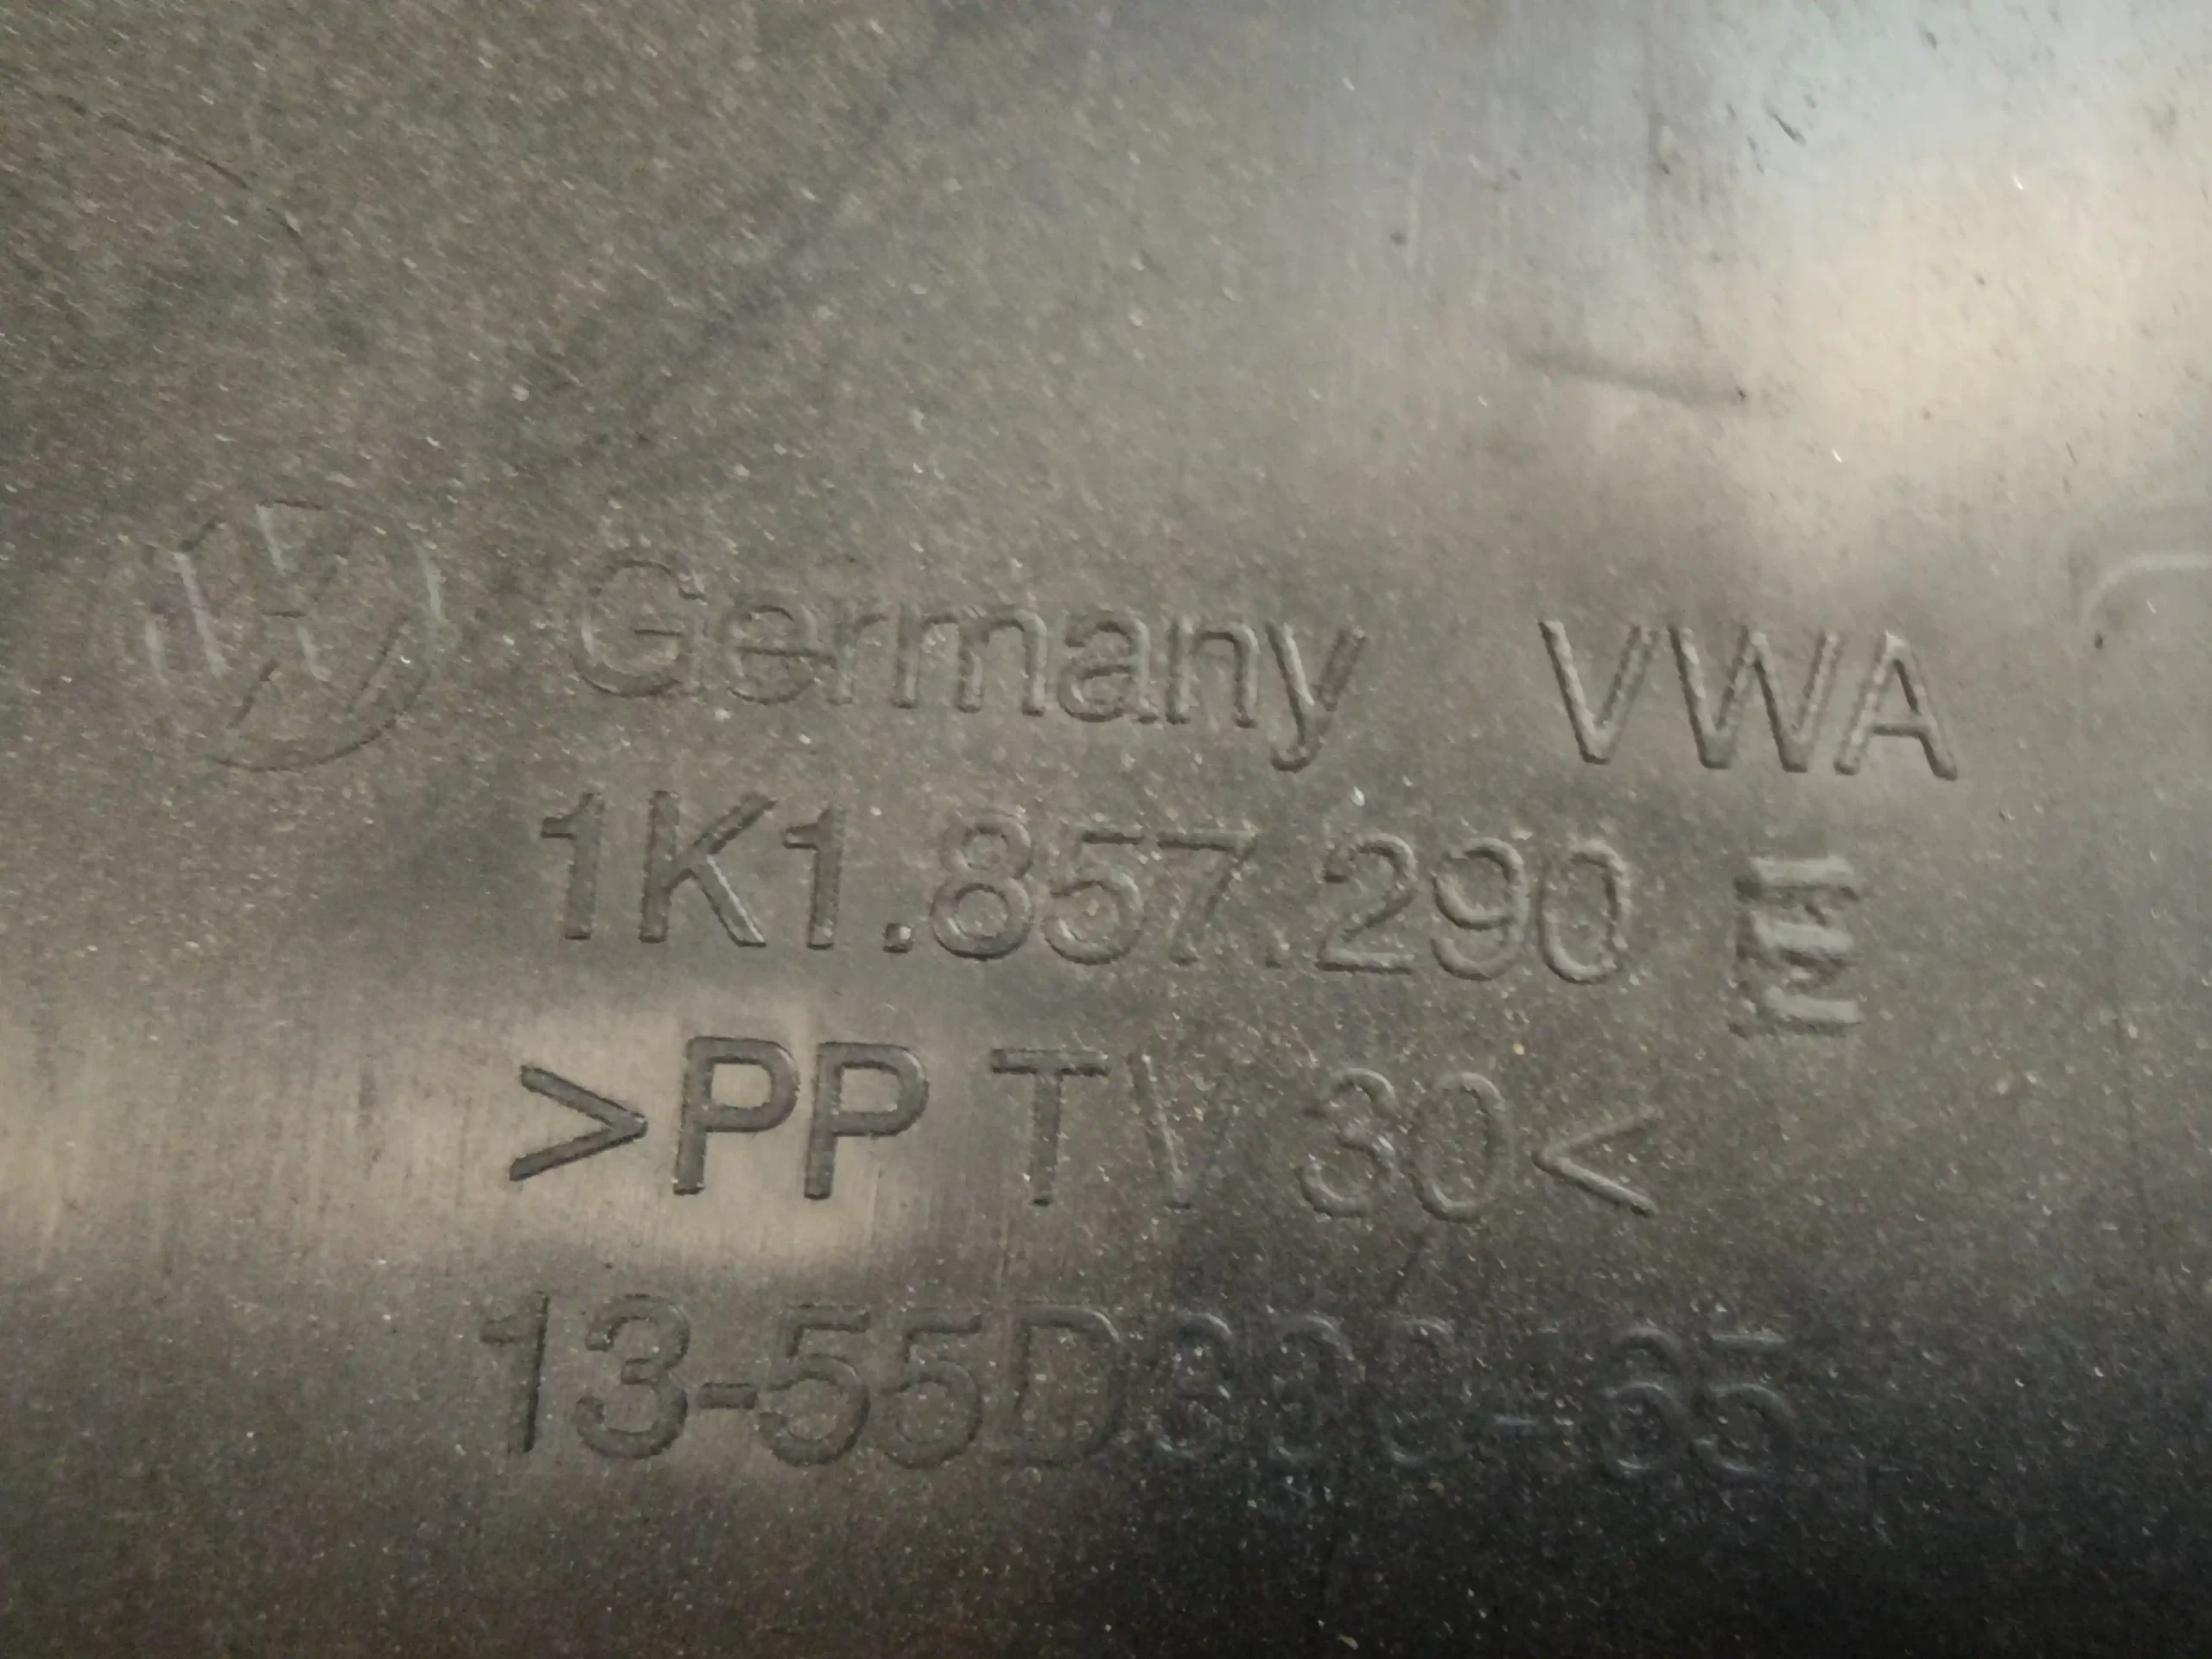 Germany VWA
1K1.857.290
>PP TV 30<